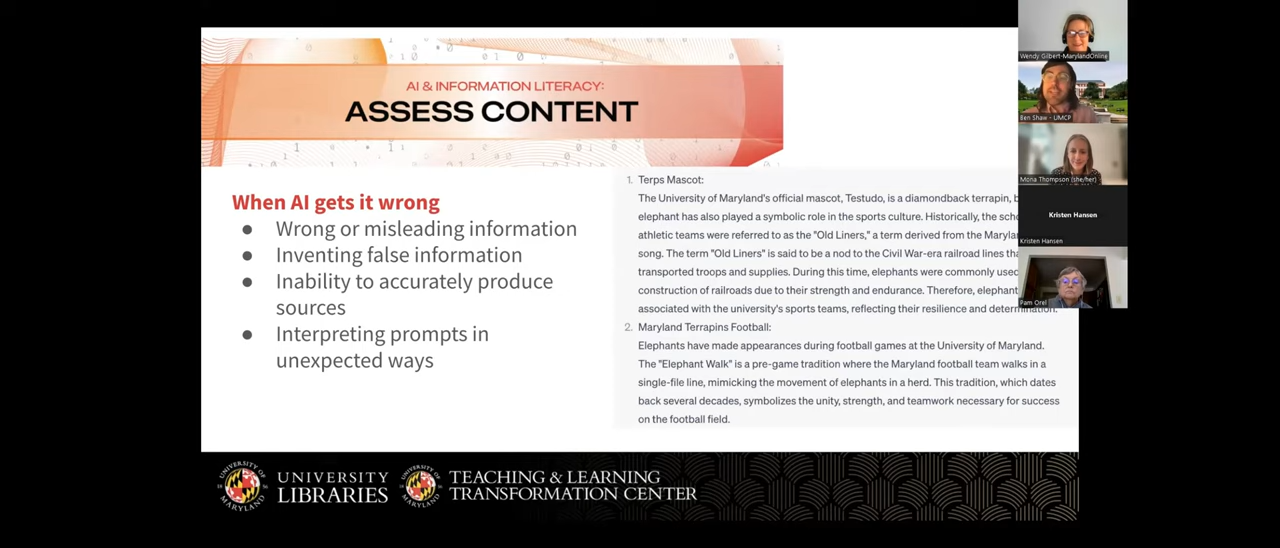 AI & INFORMATION LITERACY:
ASSESS CONTENT
When AI gets it wrong
● Wrong or misleading information
● Inventing false information
● Inability to accurately produce
sources
● Interpreting prompts in
unexpected ways
1. Terps Mascot:
The University of Maryland's official mascot, Testudo, is a diamondback terrapin, b
elephant has also played a symbolic role in the sports culture. Historically, the scho
athletic teams were referred to as the "Old Liners," a term derived from the Marylan
song. The term "Old Liners" is said to be a nod to the Civil War-era railroad lines tha
transported troops and supplies. During this time, elephants were commonly used
construction of railroads due to their strength and endurance. Therefore, elephant
associated with the university's sports teams, reflecting their resilience and determination.
2. Maryland Terrapins Football:
Elephants have made appearances during football games at the University of Maryland.
The "Elephant Walk" is a pre-game tradition where the Maryland football team walks in a
single-file line, mimicking the movement of elephants in a herd. This tradition, which dates
back several decades, symbolizes the unity, strength, and teamwork necessary for success
on the football field.
UNIVERSITY OF
MARYLAND
UNIVERSITY
LIBRARIES
UNIVERSITY OF
MARYLAND
TEACHING & LEARNING
TRANSFORMATION CENTER
Wendy Gilbert-MarylandOnline
Ben Shaw - UMCP
Mona Thompson (she/her)
Kristen Hansen
Kristen Hansen
Pam Orel